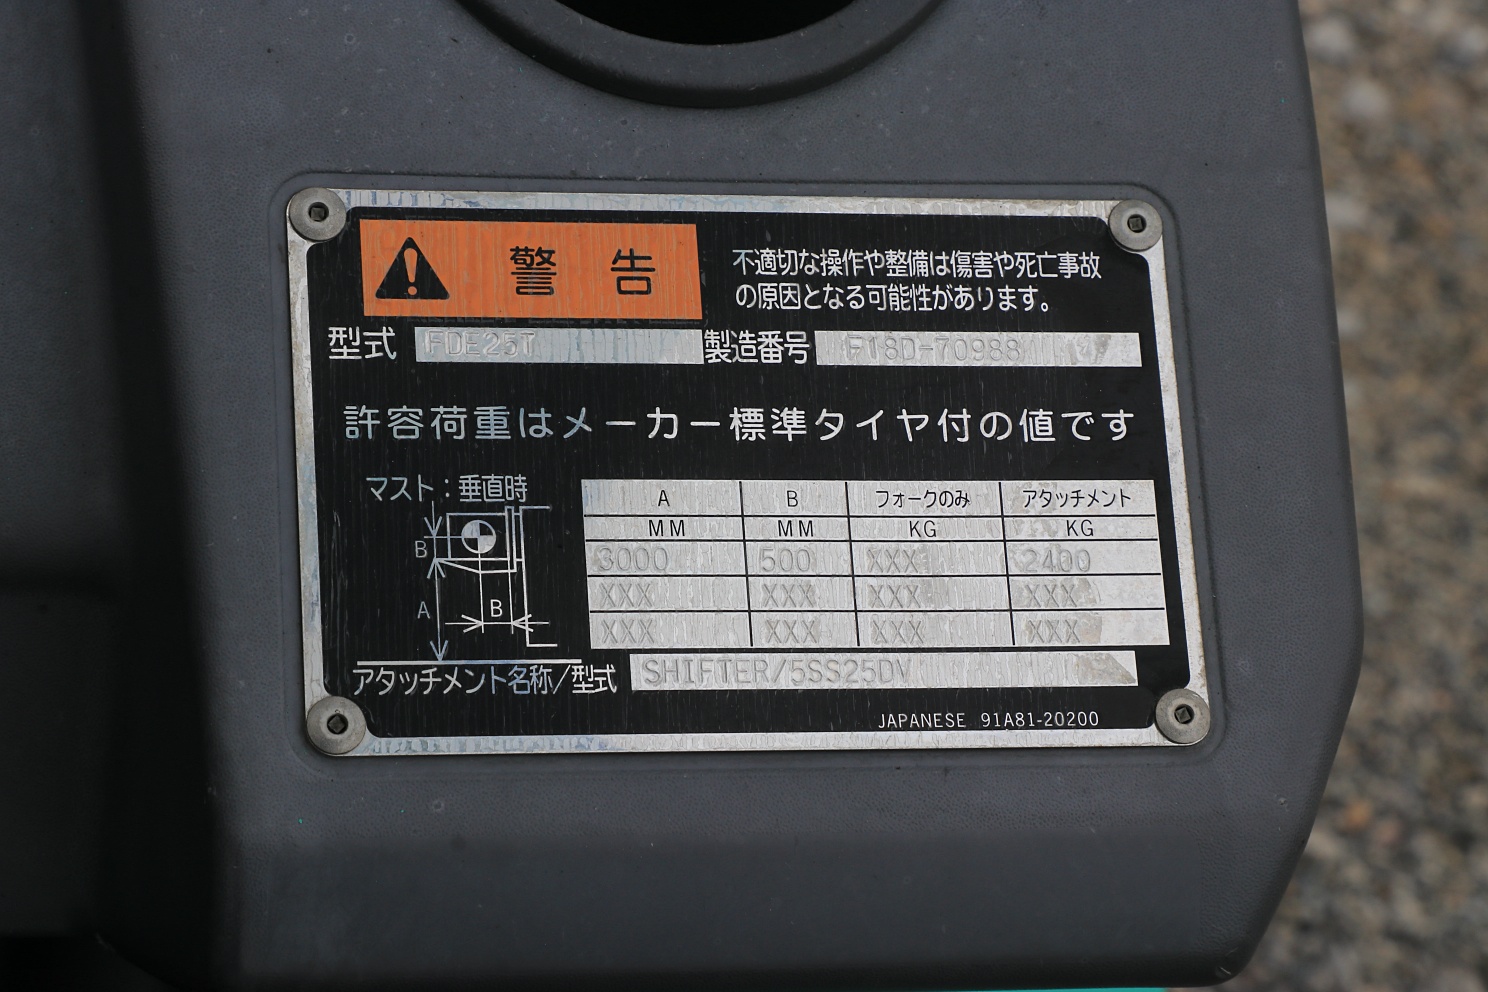 警告
不適切な操作や整備は傷害や死亡事故
の原因となる可能性があります。
型式 FDE25T 製造番号 F18D-70988
許容荷重はメーカー標準タイヤ付の値です
マスト：垂直時
B
A
B
A B フォークのみ アタッチメント
MM MM KG KG
3000 500 XXX 2400
XXX XXX XXX XXX
XXX XXX XXX XXX
アタッチメント名称/型式 SHIFTER/5SS25DV
JAPANESE 91A81-20200